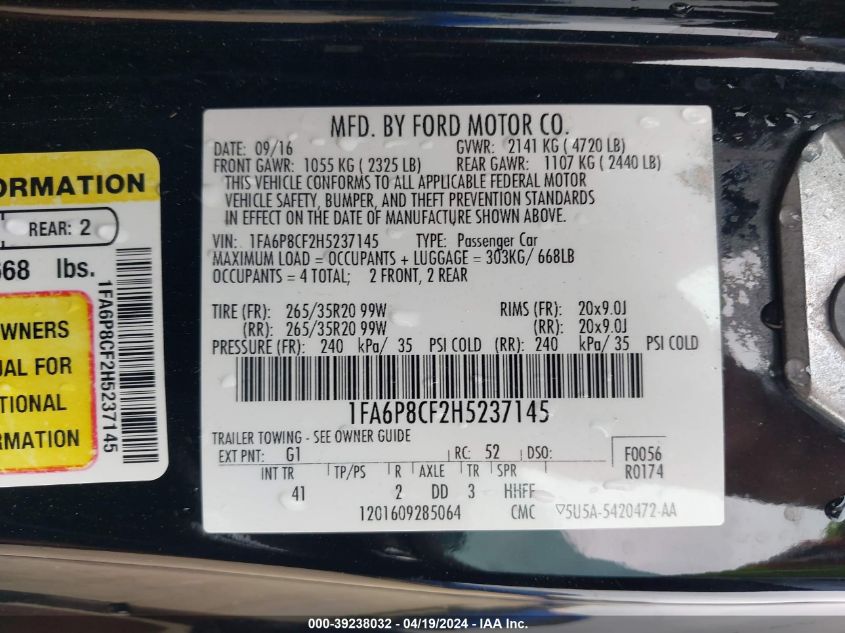 ORMATION
REAR: 2
668 lbs.
WNERS
UAL FOR
TIONAL
ORMATION
1FA6P8CF2H5237145
MFD. BY FORD MOTOR CO.
DATE: 09/16 GVWR: 2141 KG ( 4720 LB)
FRONT GAWR: 1055 KG ( 2325 LB) REAR GAWR: 1107 KG ( 2440 LB)
THIS VEHICLE CONFORMS TO ALL APPLICABLE FEDERAL MOTOR
VEHICLE SAFETY, BUMPER, AND THEFT PREVENTION STANDARDS
IN EFFECT ON THE DATE OF MANUFACTURE SHOWN ABOVE.
VIN: 1FA6P8CF2H5237145 TYPE: Passenger Car
MAXIMUM LOAD = OCCUPANTS + LUGGAGE = 303KG/ 668LB
OCCUPANTS = 4 TOTAL; 2 FRONT, 2 REAR
TIRE (FR): 265/35R20 99W RIMS (FR): 20x9.0J
(RR): 265/35R20 99W (RR): 20x9.0J
PRESSURE (FR): 240 kPa/ 35 PSI COLD (RR): 240 kPa/ 35 PSI COLD
1FA6P8CF2H5237145
TRAILER TOWING - SEE OWNER GUIDE
EXT PNT: G1 RC: 52 DSO: F0056
R0174
INT TR TP/PS R AXLE TR SPR
41 2 DD 3 HHFF
1201609285064 CMC ▽5U5A-5420472-AA
000-39238032 - 04/19/2024 - IAA Inc.